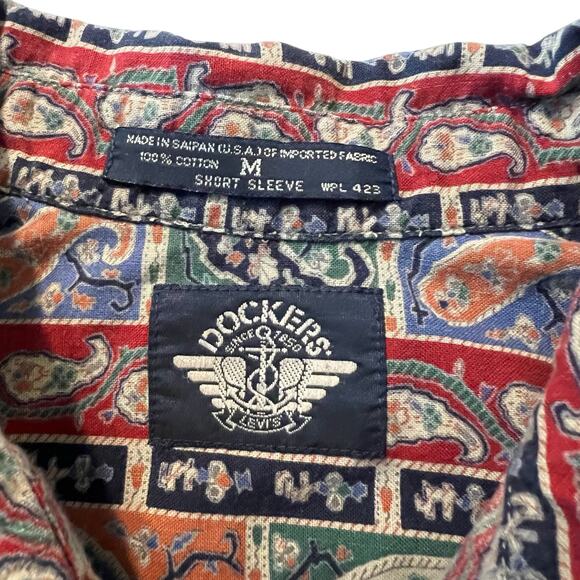 MADE IN SAIPAN (U.S.A.) OF IMPORTED FABRIC
100% COTTON M
SHORT SLEEVE WPL 423
DOCKERS
SINCE 1850
LEVI'S